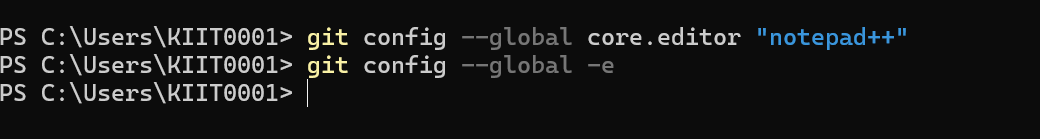 PS C:\Users\KIIT0001> git config --global core.editor "notepad++"
PS C:\Users\KIIT0001> git config --global -e
PS C:\Users\KIIT0001>